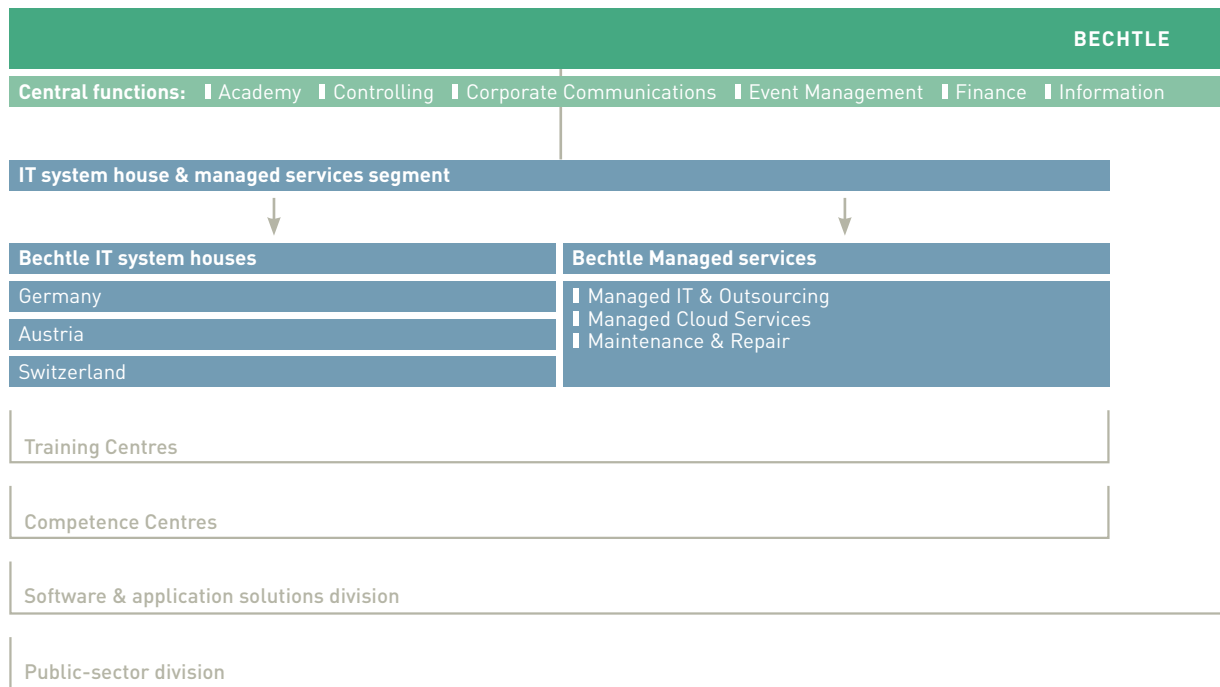 BECHTLE
Central functions: Academy Controlling Corporate Communications Event Management Finance Information
IT system house & managed services segment
Bechtle IT system houses
Germany
Austria
Switzerland
Bechtle Managed services
Managed IT & Outsourcing
Managed Cloud Services
Maintenance & Repair
Training Centres
Competence Centres
Software & application solutions division
Public-sector division